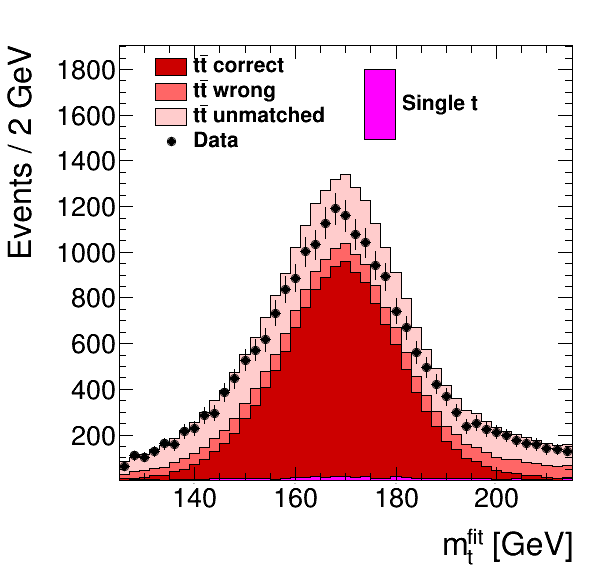 Events / 2 GeV
1800
1600
1400
1200
1000
800
600
400
200
tt̄ correct
tt̄ wrong
tt̄ unmatched
Data
Single t
140 160 180 200
m_t^fit [GeV]